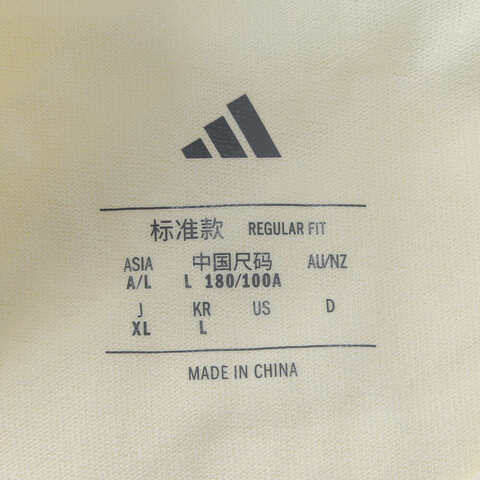 标准款 REGULAR FIT
ASIA 中国尺码 AU/NZ
A/L L 180/100A
J KR US D
XL L
MADE IN CHINA